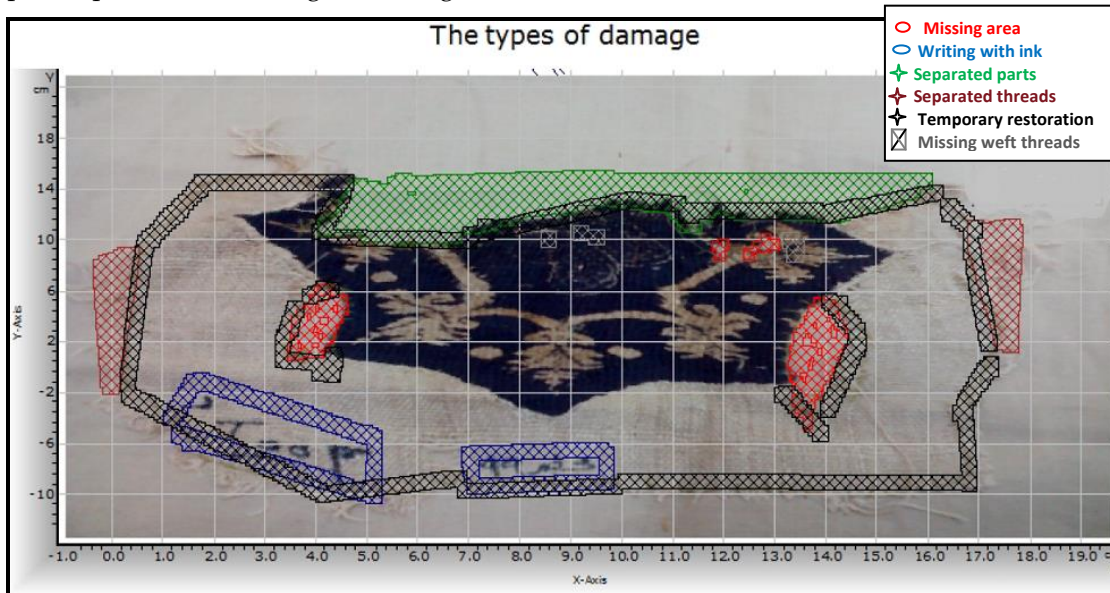 The types of damage
Missing area
Writing with ink
Separated parts
Separated threads
Temporary restoration
Missing weft threads
Y
cm
18
14
10
6
2
-2
-6
-10
Y-Axis
-1.0 0.0 1.0 2.0 3.0 4.0 5.0 6.0 7.0 8.0 9.0 10.0 11.0 12.0 13.0 14.0 15.0 16.0 17.0 18.0 19.0
X-Axis